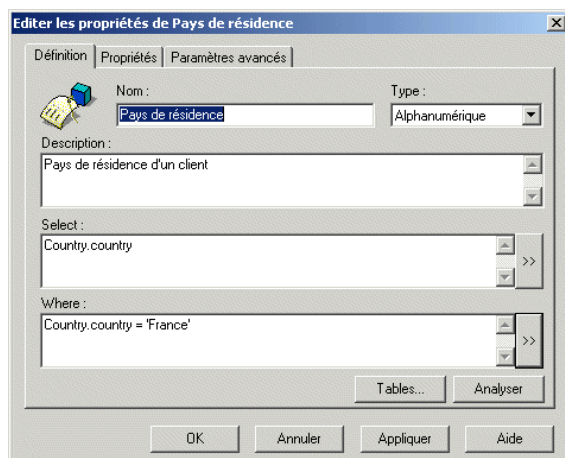 Editer les propriétés de Pays de résidence
Définition Propriétés Paramètres avancés
Nom : Type :
Pays de résidence Alphanumérique
Description :
Pays de résidence d'un client
Select :
Country.country
>>
Where :
Country.country = 'France'
>>
Tables... Analyser
OK Annuler Appliquer Aide